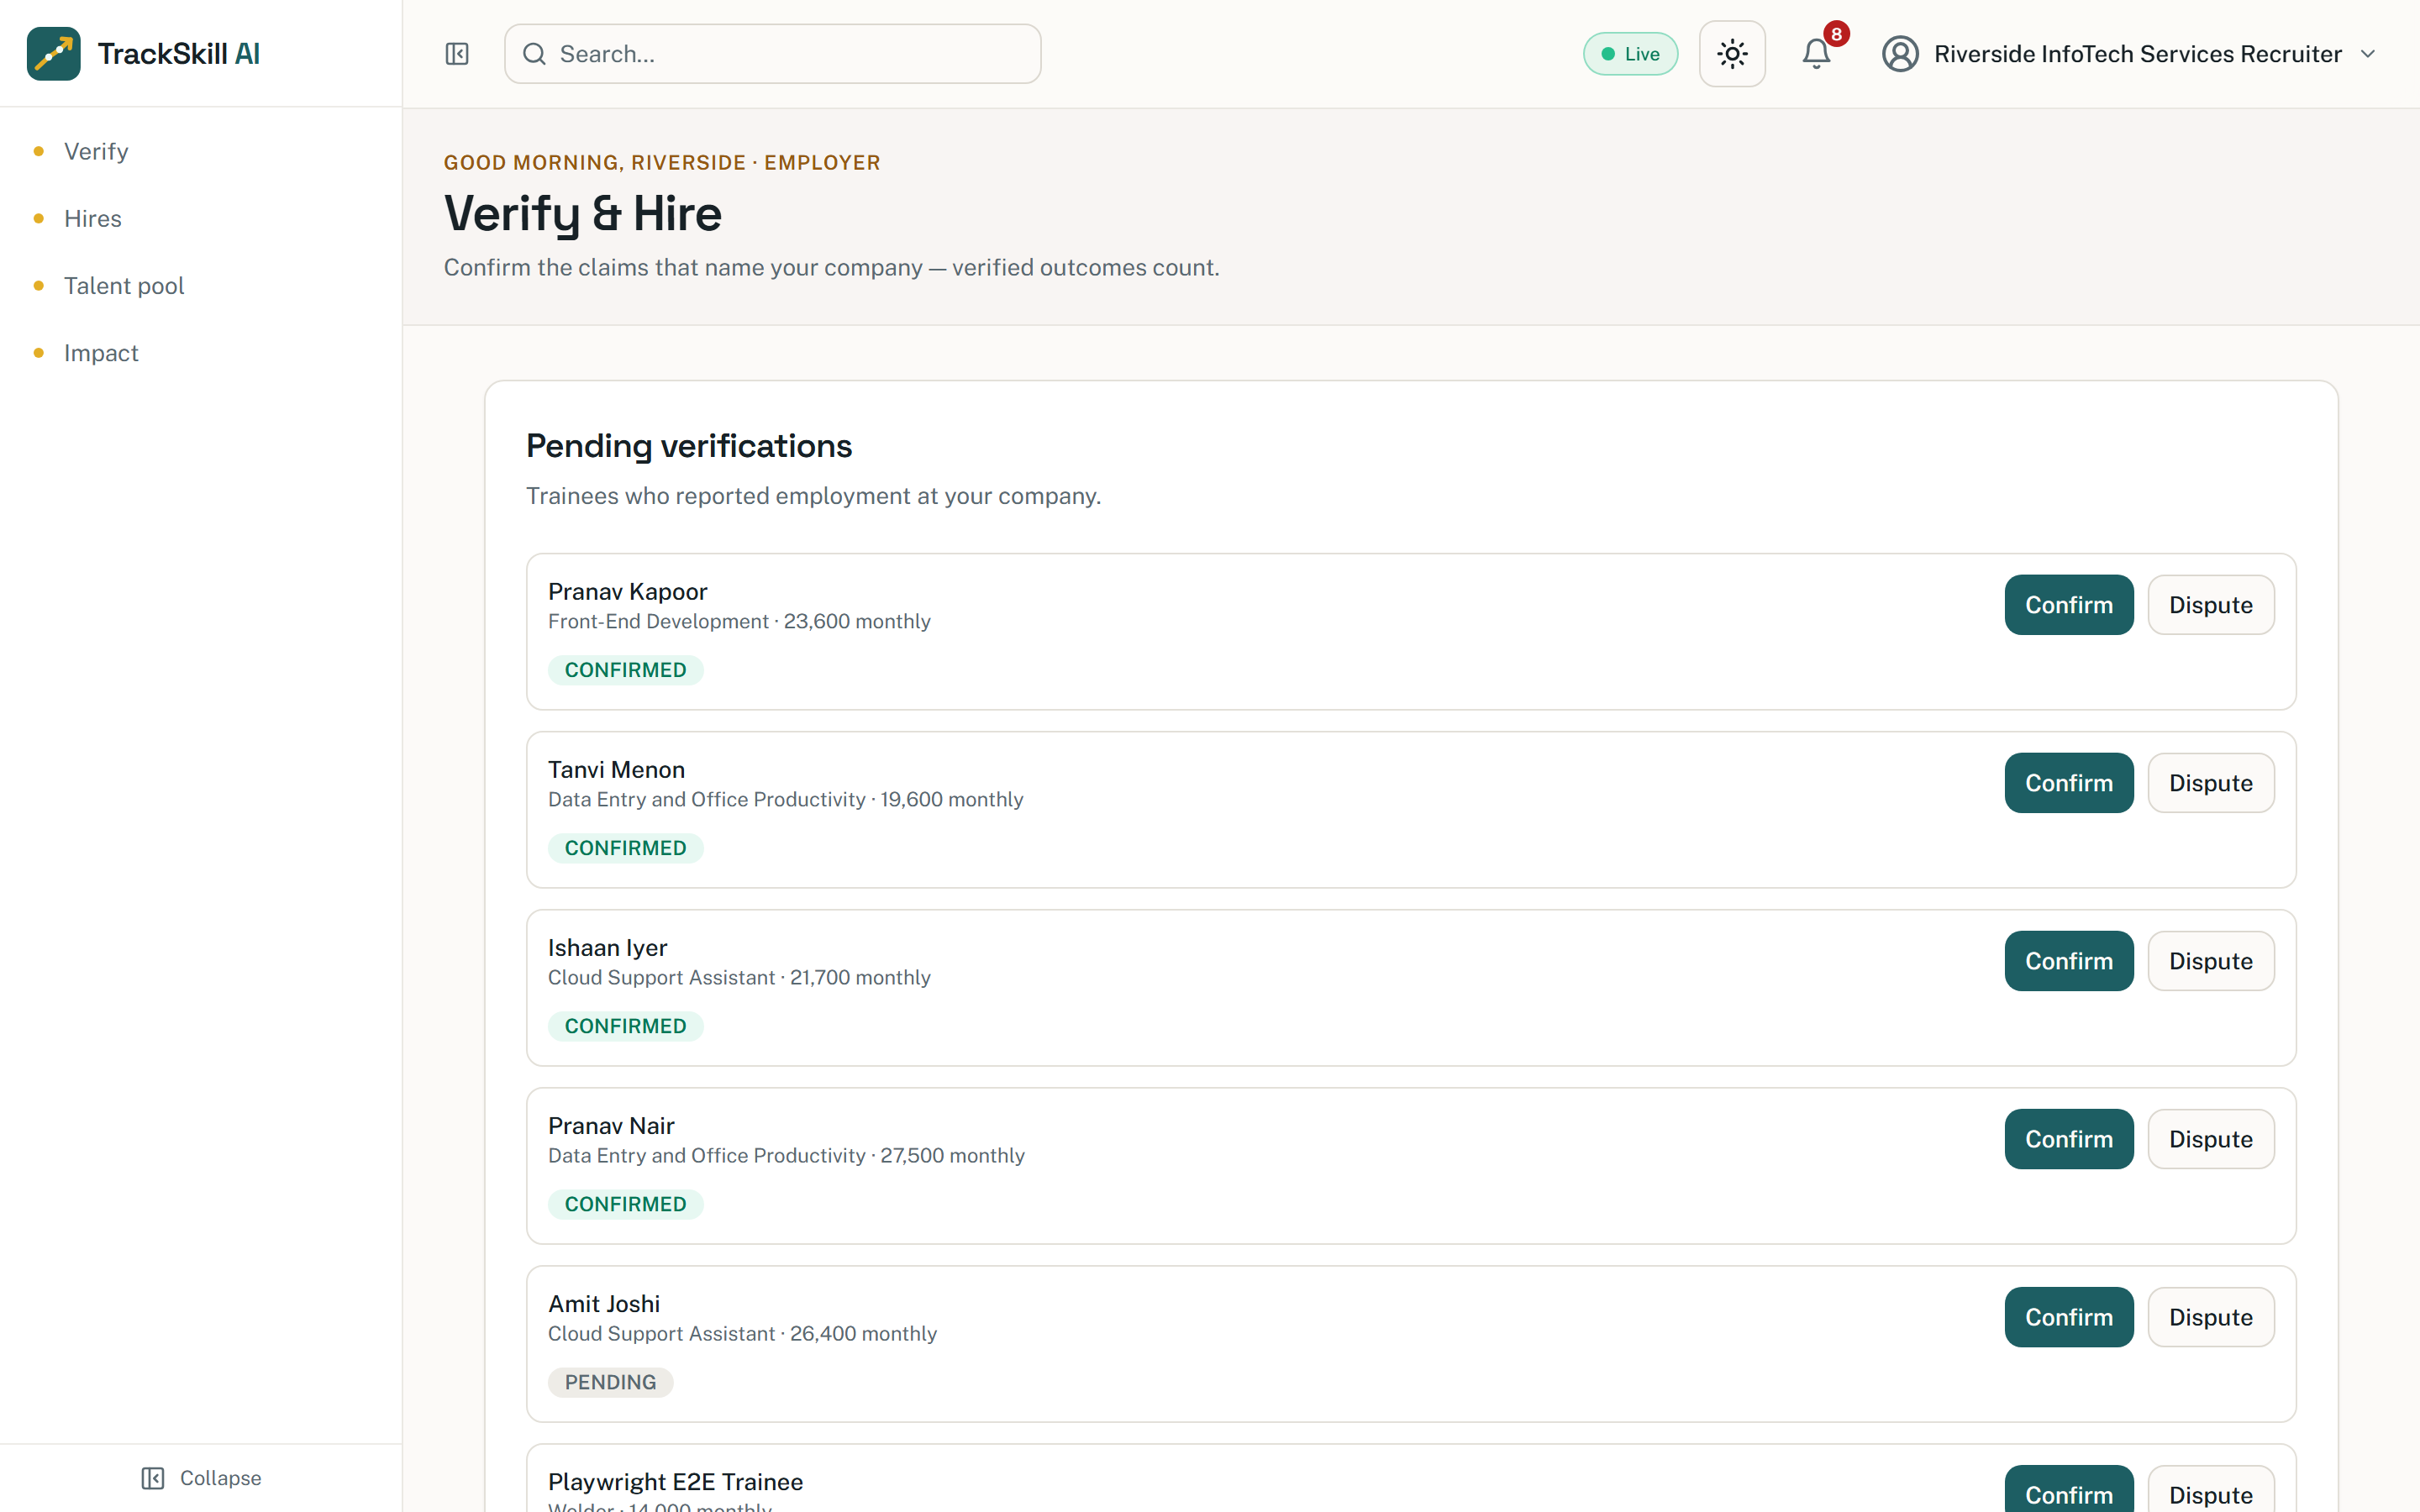 TrackSkill AI
Search...
Live
8
Riverside InfoTech Services Recruiter
Verify
Hires
Talent pool
Impact
GOOD MORNING, RIVERSIDE · EMPLOYER
Verify & Hire
Confirm the claims that name your company — verified outcomes count.
Pending verifications
Trainees who reported employment at your company.
Pranav Kapoor
Front-End Development · 23,600 monthly
CONFIRMED
Confirm
Dispute
Tanvi Menon
Data Entry and Office Productivity · 19,600 monthly
CONFIRMED
Confirm
Dispute
Ishaan Iyer
Cloud Support Assistant · 21,700 monthly
CONFIRMED
Confirm
Dispute
Pranav Nair
Data Entry and Office Productivity · 27,500 monthly
CONFIRMED
Confirm
Dispute
Amit Joshi
Cloud Support Assistant · 26,400 monthly
PENDING
Confirm
Dispute
Playwright E2E Trainee
Welder · 14,000 monthly
Confirm
Dispute
Collapse